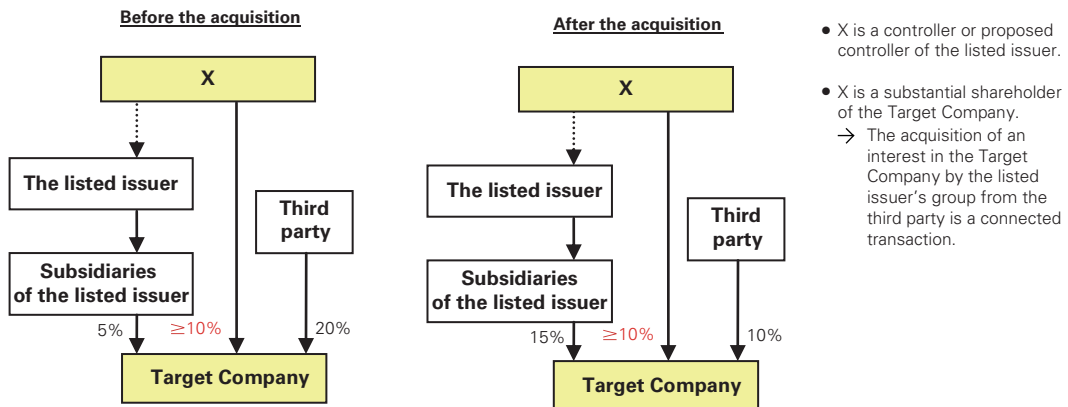 Before the acquisition
X
The listed issuer
Third
party
Subsidiaries
of the listed issuer
5%
≥10%
20%
Target Company
After the acquisition
X
The listed issuer
Third
party
Subsidiaries
of the listed issuer
15%
≥10%
10%
Target Company
• X is a controller or proposed
controller of the listed issuer.
• X is a substantial shareholder
of the Target Company.
→ The acquisition of an
interest in the Target
Company by the listed
issuer's group from the
third party is a connected
transaction.